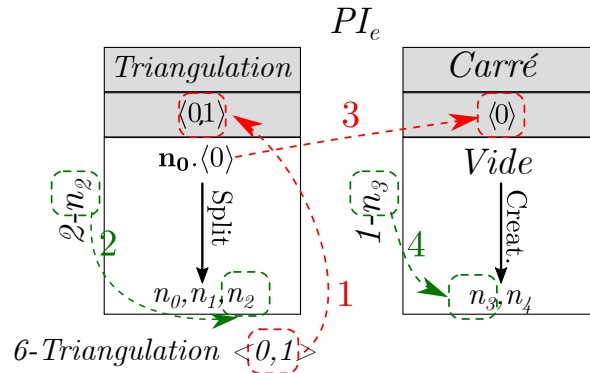 PIe
Triangulation
⟨0,1⟩
n0.⟨0⟩
Split
n0,n1,n2
2-n2
2
Carré
⟨0⟩
Vide
Creat.
n3,n4
1-n3
4
3
1
6-Triangulation <0,1>